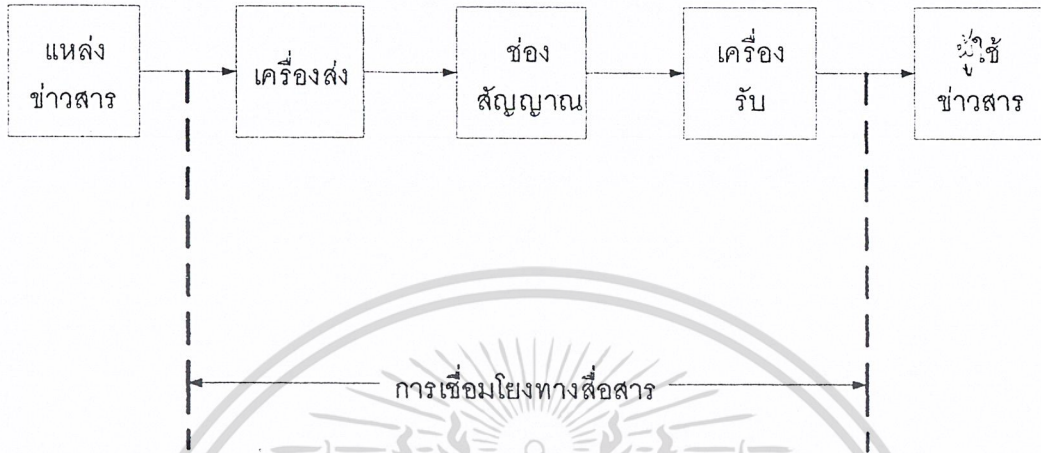 แหล่ง
ข่าวสาร
เครื่องส่ง
ช่อง
สัญญาณ
เครื่อง
รับ
ผู้ใช้
ข่าวสาร
การเชื่อมโยงทางสื่อสาร